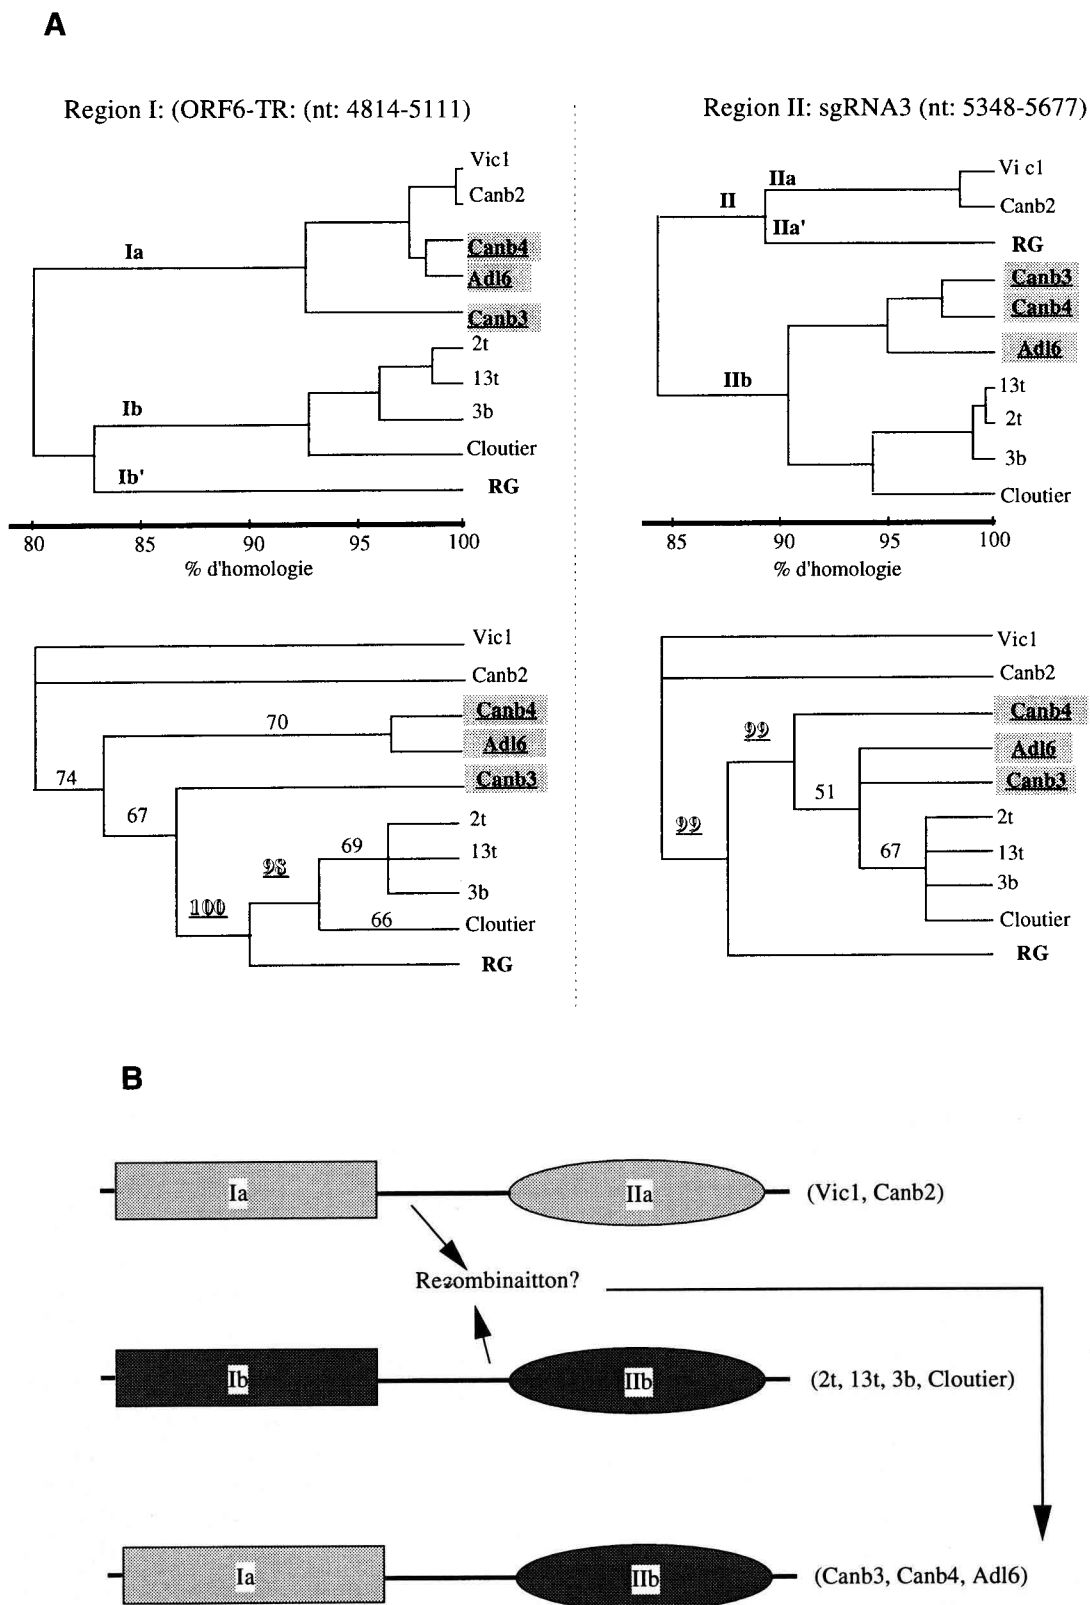 A
Region I: (ORF6-TR: (nt: 4814-5111)
Vic1
Canb2
Ia
Canb4
Adl6
Canb3
2t
13t
Ib
3b
Cloutier
Ib'
RG
80 85 90 95 100
% d'homologie
Region II: sgRNA3 (nt: 5348-5677)
Vi c1
IIa
II
Canb2
IIa'
RG
Canb3
Canb4
Adl6
IIb
13t
2t
3b
Cloutier
85 90 95 100
% d'homologie
Vic1
Canb2
Canb4
70
Adl6
74
Canb3
67
2t
69
13t
98
3b
100
66
Cloutier
RG
Vic1
Canb2
Canb4
99
Adl6
Canb3
51
2t
99
67
13t
3b
Cloutier
RG
B
Ia
IIa
(Vic1, Canb2)
Recombinaitton?
Ib
IIb
(2t, 13t, 3b, Cloutier)
Ia
IIb
(Canb3, Canb4, Adl6)